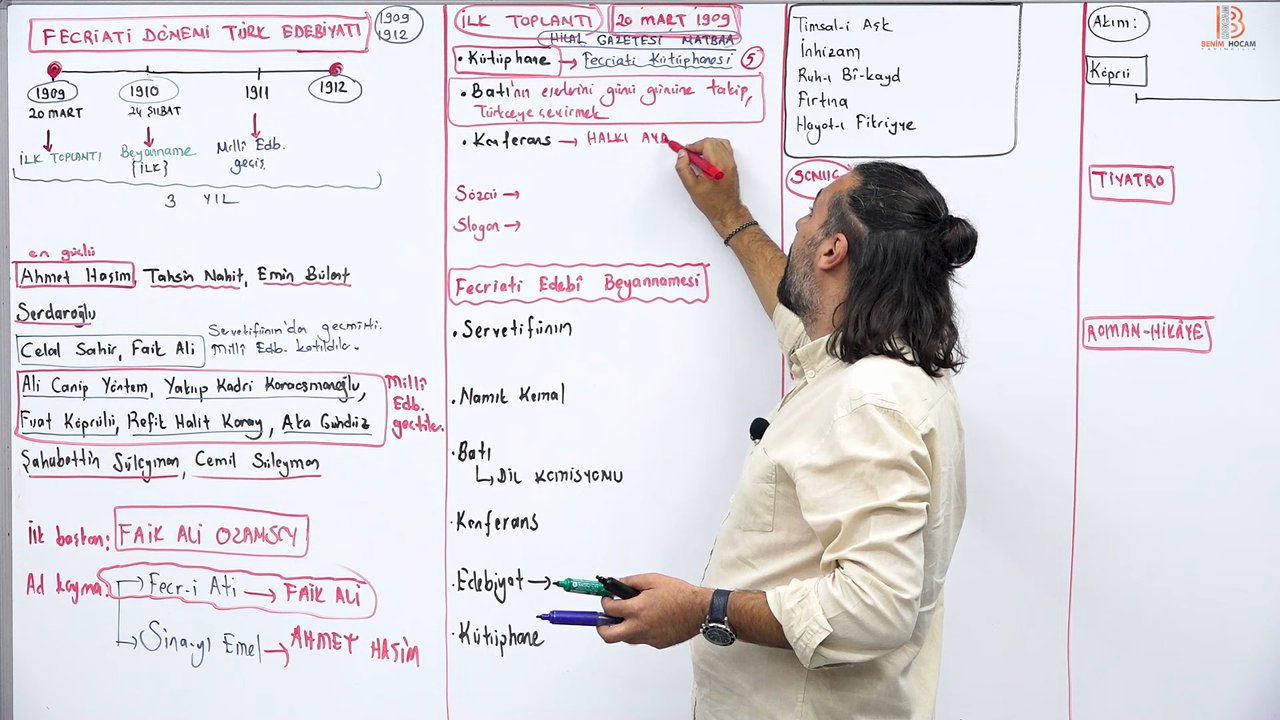 FECRİATİ DÖNEMİ TÜRK EDEBİYATI
1909
1912
1909
1910
1911
1912
20 MART
24 ŞUBAT
İLK TOPLANTI
Beyanname
[İLK]
Millî Edb.
geçiş
3 YIL
en güçlü
Ahmet Haşim, Tahsin Nahit, Emin Bülent
Serdaroğlu
Celal Sahir, Faik Ali
Servetifünun'da geçmişti.
Millî Edb. katıldılar.
Ali Canip Yöntem, Yakup Kadri Karaosmanoğlu,
Fuat Köprülü, Refit Halit Karay, Aka Gündüz
Millî
Edb.
geçtiler.
Şahabettin Süleyman, Cemil Süleyman
İlk başkan: FAİK ALİ OZANSOY
Ad koyma: Fecr-i Ati → FAİK ALİ
Sina-yı Emel → AHMET HAŞİM
İLK TOPLANTI 20 MART 1909
HİLAL GAZETESİ MATBAA
• Kütüphane → Fecriati Kütüphanesi 5
• Batı'nın eserlerini günü gününe takip,
Türkçeye çevirmek
• Konferans → HALKI AYD
Sözcü →
Slogan →
Fecriati Edebî Beyannamesi
• Servetifünun
• Namık Kemal
• Batı
DİL KOMİSYONU
• Konferans
• Edebiyat →
• Kütüphane
Timsal-i Aşk
İnhizam
Ruh-ı Bî-kayd
Fırtına
Hayat-ı Fikriyye
Akım:
Köprü
TİYATRO
ROMAN-HİKÂYE
BENİM HOCAM